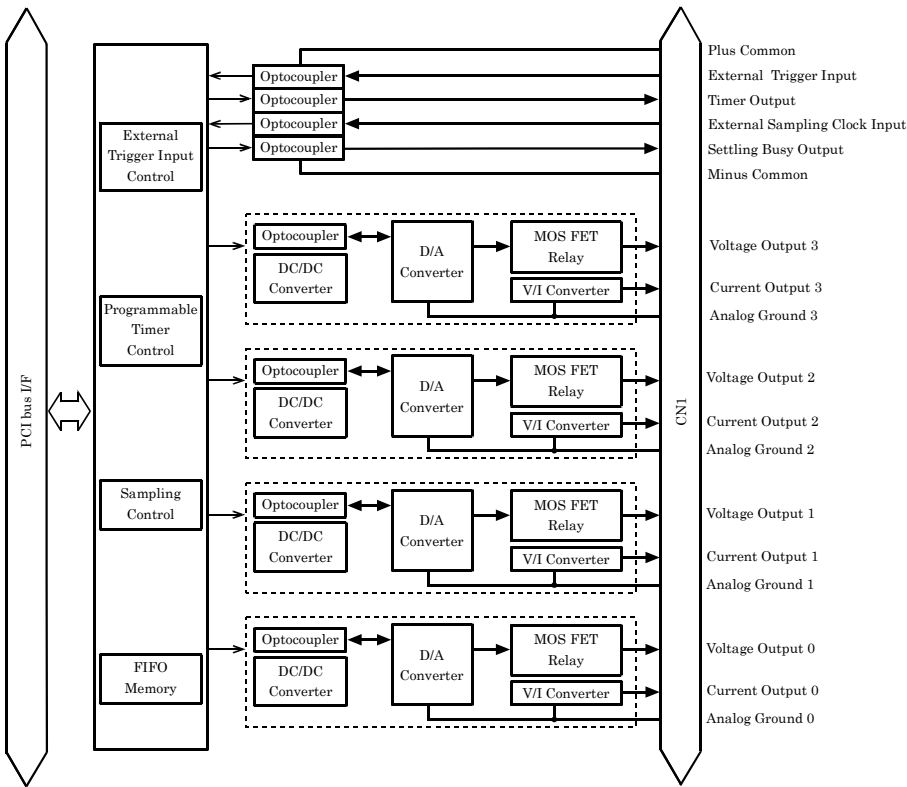 PCI bus I/F
External
Trigger Input
Control
Programmable
Timer
Control
Sampling
Control
FIFO
Memory
Optocoupler
Optocoupler
Optocoupler
Optocoupler
Plus Common
External Trigger Input
Timer Output
External Sampling Clock Input
Settling Busy Output
Minus Common
Optocoupler
DC/DC
Converter
D/A
Converter
MOS FET
Relay
V/I Converter
Voltage Output 3
Current Output 3
Analog Ground 3
Optocoupler
DC/DC
Converter
D/A
Converter
MOS FET
Relay
V/I Converter
Voltage Output 2
Current Output 2
Analog Ground 2
Optocoupler
DC/DC
Converter
D/A
Converter
MOS FET
Relay
V/I Converter
Voltage Output 1
Current Output 1
Analog Ground 1
Optocoupler
DC/DC
Converter
D/A
Converter
MOS FET
Relay
V/I Converter
Voltage Output 0
Current Output 0
Analog Ground 0
CN1